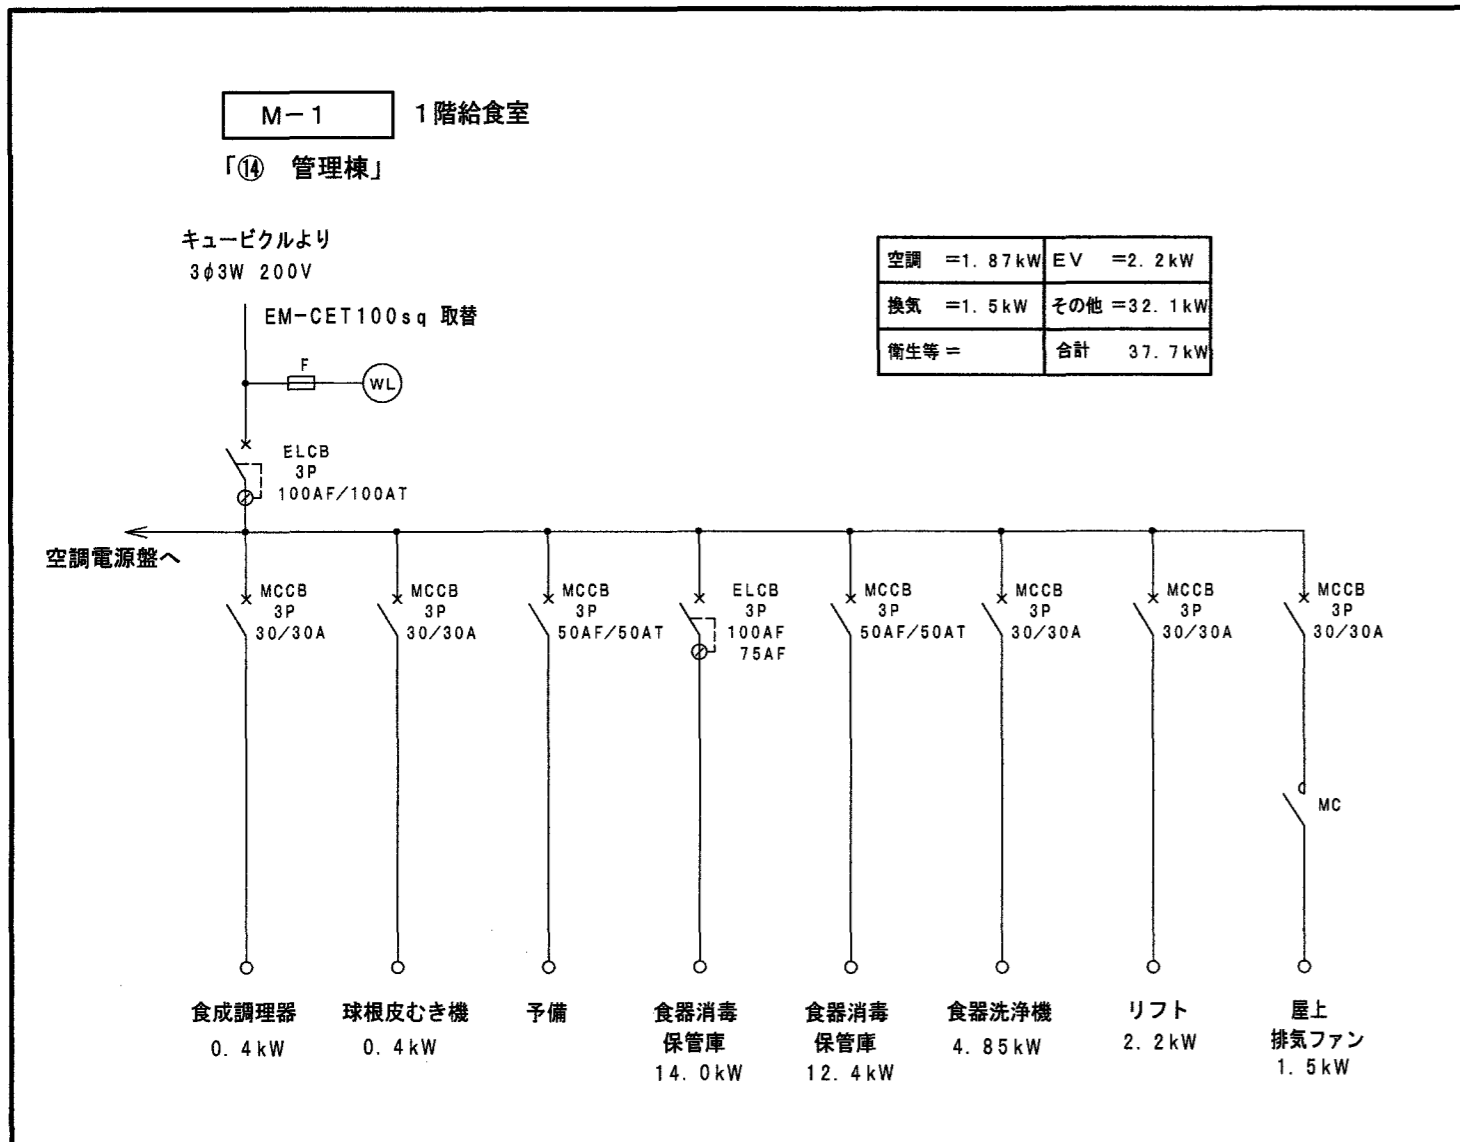 M-1
1階給食室
「⑭ 管理棟」
キュービクルより
3φ3W 200V
EM-CET100sq 取替
F
WL
ELCB
3P
100AF/100AT
空調電源盤へ
空調 =1.87kW EV =2.2kW
換気 =1.5kW その他 =32.1kW
衛生等 = 合計 37.7kW
MCCB
3P
30/30A
MCCB
3P
30/30A
MCCB
3P
50AF/50AT
ELCB
3P
100AF
75AF
MCCB
3P
50AF/50AT
MCCB
3P
30/30A
MCCB
3P
30/30A
MCCB
3P
30/30A
MC
食成調理器
0.4kW
球根皮むき機
0.4kW
予備
食器消毒
保管庫
14.0kW
食器消毒
保管庫
12.4kW
食器洗浄機
4.85kW
リフト
2.2kW
屋上
排気ファン
1.5kW